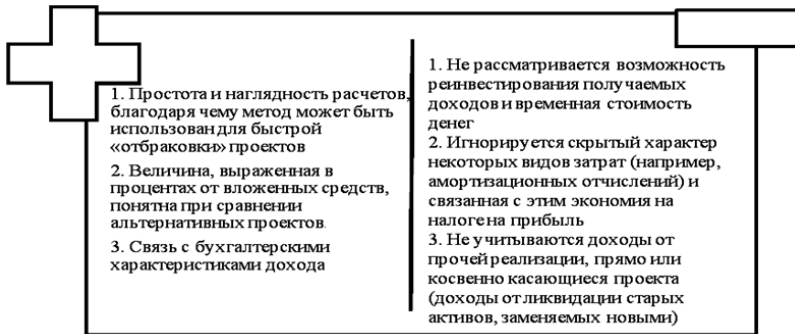 1. Простота и наглядность расчетов,
благодаря чему метод может быть
использован для быстрой
«отбраковки» проектов
2. Величина, выраженная в
процентах от вложенных средств,
понятна при сравнении
альтернативных проектов.
3. Связь с бухгалтерскими
характеристиками дохода
1. Не рассматривается возможность
реинвестирования получаемых
доходов и временная стоимость
денег
2. Игнорируется скрытый характер
некоторых видов затрат (например,
амортизационных отчислений) и
связанная с этим экономия на
налоге на прибыль
3. Не учитываются доходы от
прочей реализации, прямо или
косвенно касающиеся проекта
(доходы от ликвидации старых
активов, заменяемых новыми)